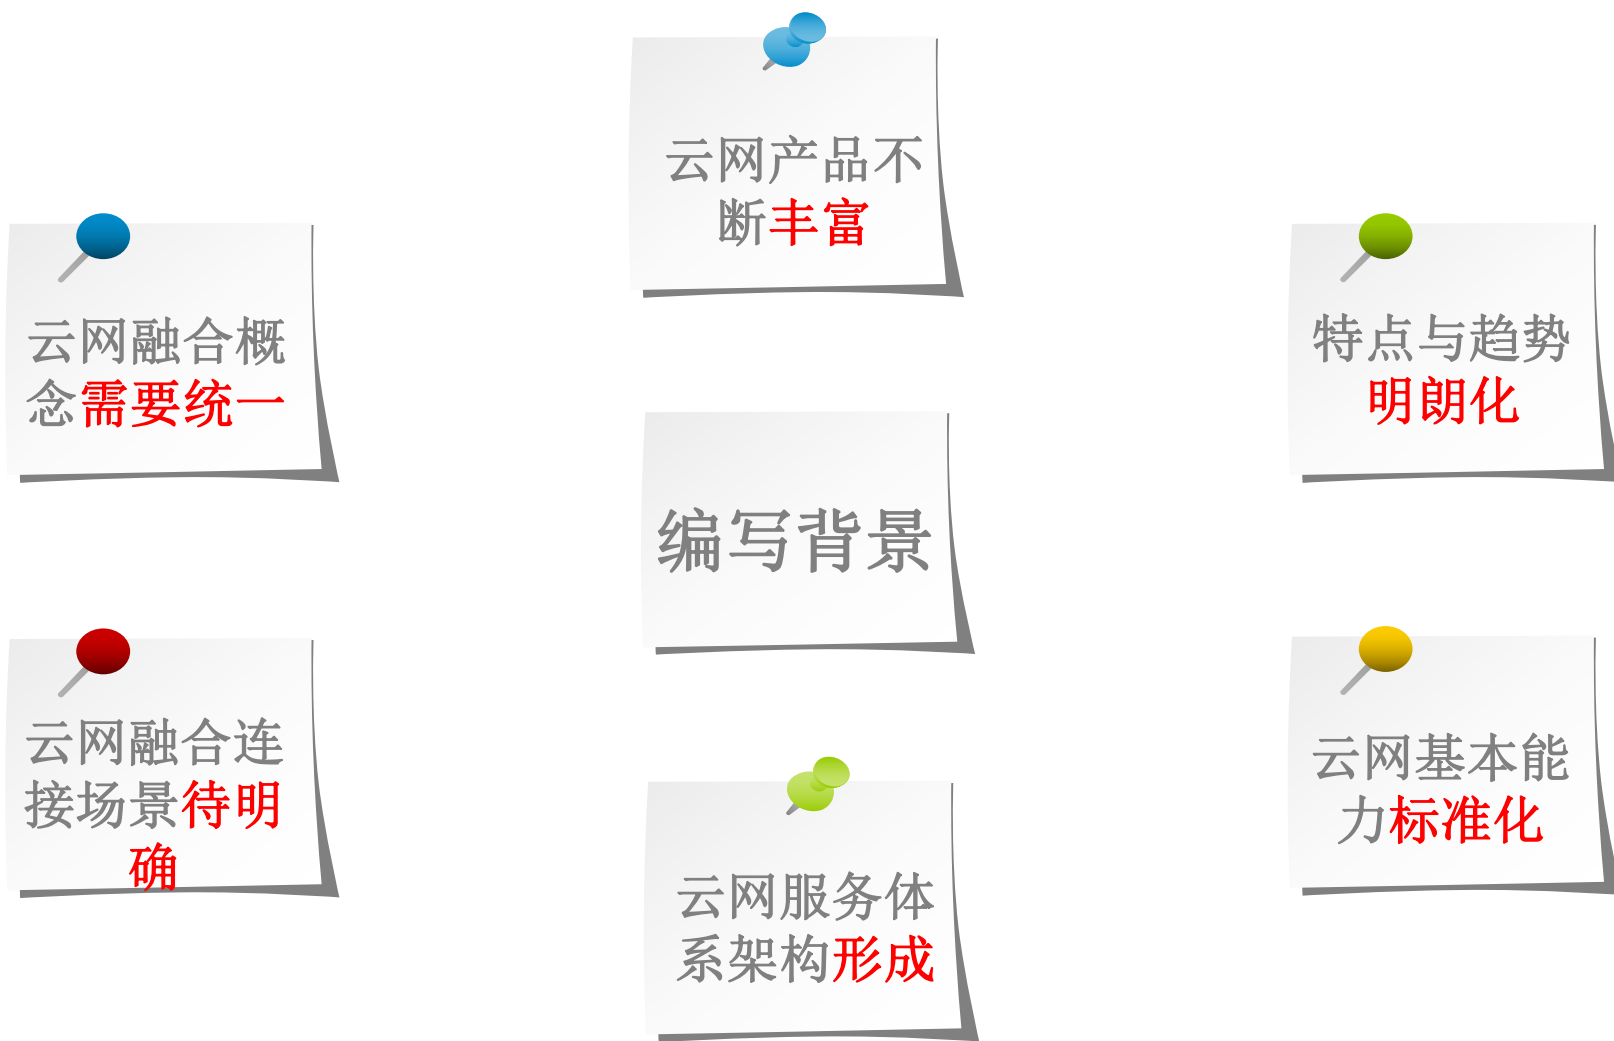 云网产品不
断丰富
云网融合概
念需要统一
特点与趋势
明朗化
编写背景
云网融合连
接场景待明
确
云网基本能
力标准化
云网服务体
系架构形成